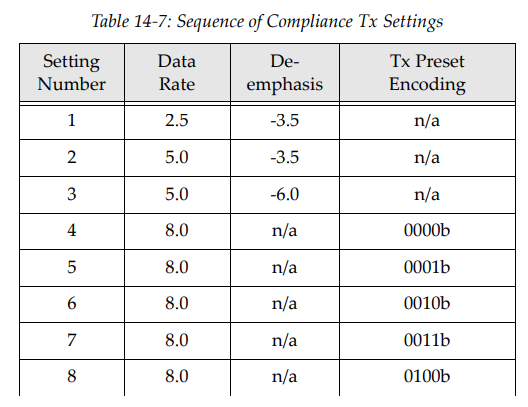 Table 14-7: Sequence of Compliance Tx Settings
Setting Number Data Rate De-emphasis Tx Preset Encoding
1 2.5 -3.5 n/a
2 5.0 -3.5 n/a
3 5.0 -6.0 n/a
4 8.0 n/a 0000b
5 8.0 n/a 0001b
6 8.0 n/a 0010b
7 8.0 n/a 0011b
8 8.0 n/a 0100b